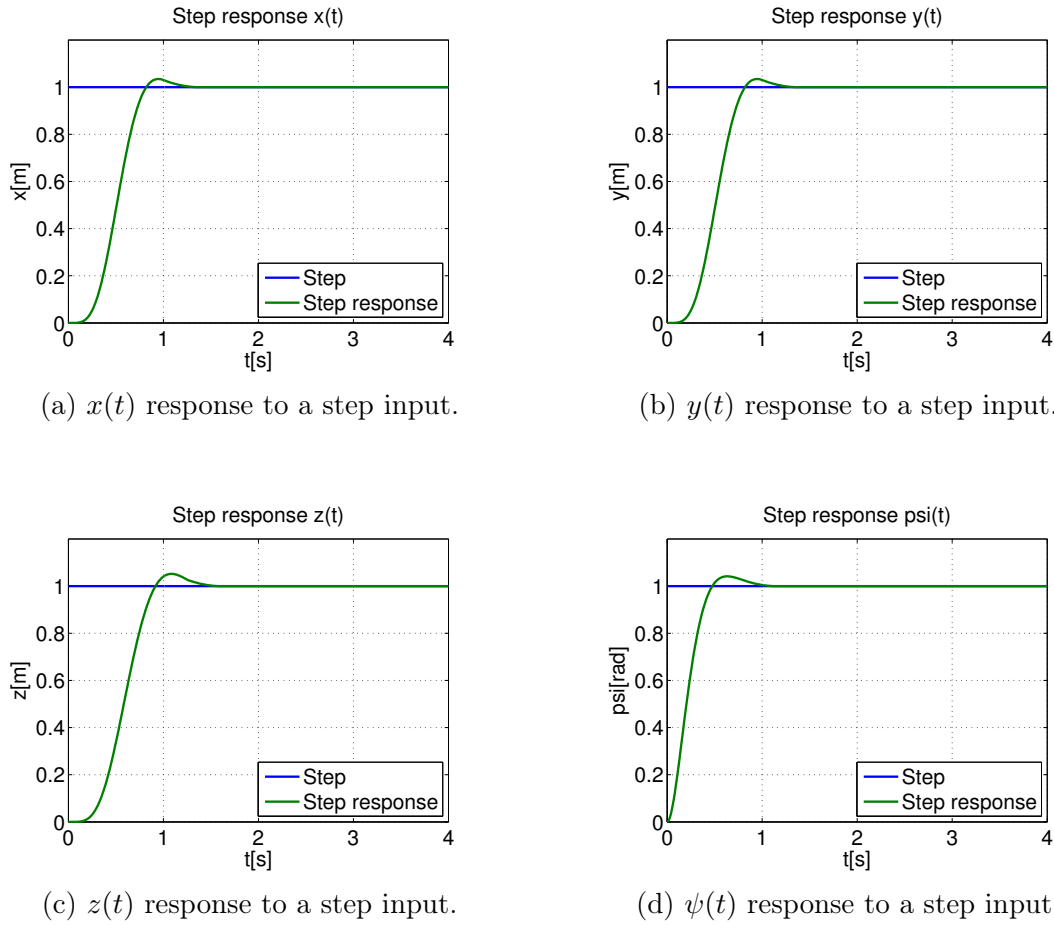 Step response x(t)
1
0.8
0.6
0.4
0.2
0
x[m]
Step
Step response
0 1 2 3 4
t[s]
(a) x(t) response to a step input.
Step response y(t)
1
0.8
0.6
0.4
0.2
0
y[m]
Step
Step response
0 1 2 3 4
t[s]
(b) y(t) response to a step input.
Step response z(t)
1
0.8
0.6
0.4
0.2
0
z[m]
Step
Step response
0 1 2 3 4
t[s]
(c) z(t) response to a step input.
Step response psi(t)
1
0.8
0.6
0.4
0.2
0
psi[rad]
Step
Step response
0 1 2 3 4
t[s]
(d) ψ(t) response to a step input